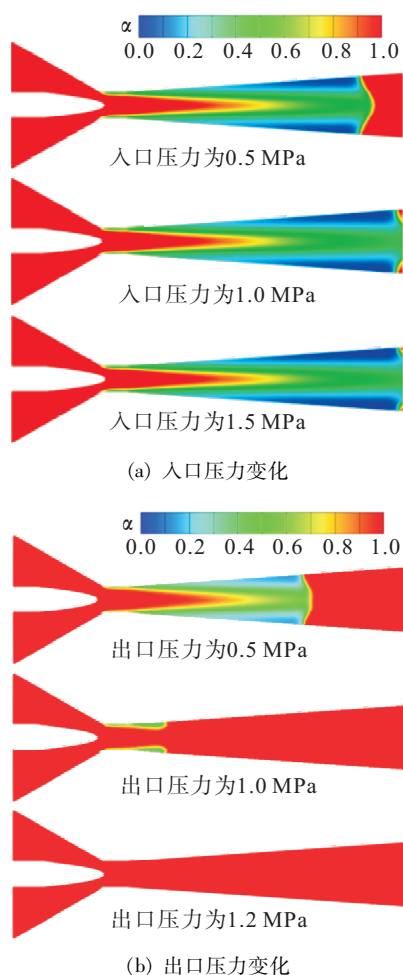 α
0.0 0.2 0.4 0.6 0.8 1.0
入口压力为0.5 MPa
入口压力为1.0 MPa
入口压力为1.5 MPa
(a) 入口压力变化
α
0.0 0.2 0.4 0.6 0.8 1.0
出口压力为0.5 MPa
出口压力为1.0 MPa
出口压力为1.2 MPa
(b) 出口压力变化